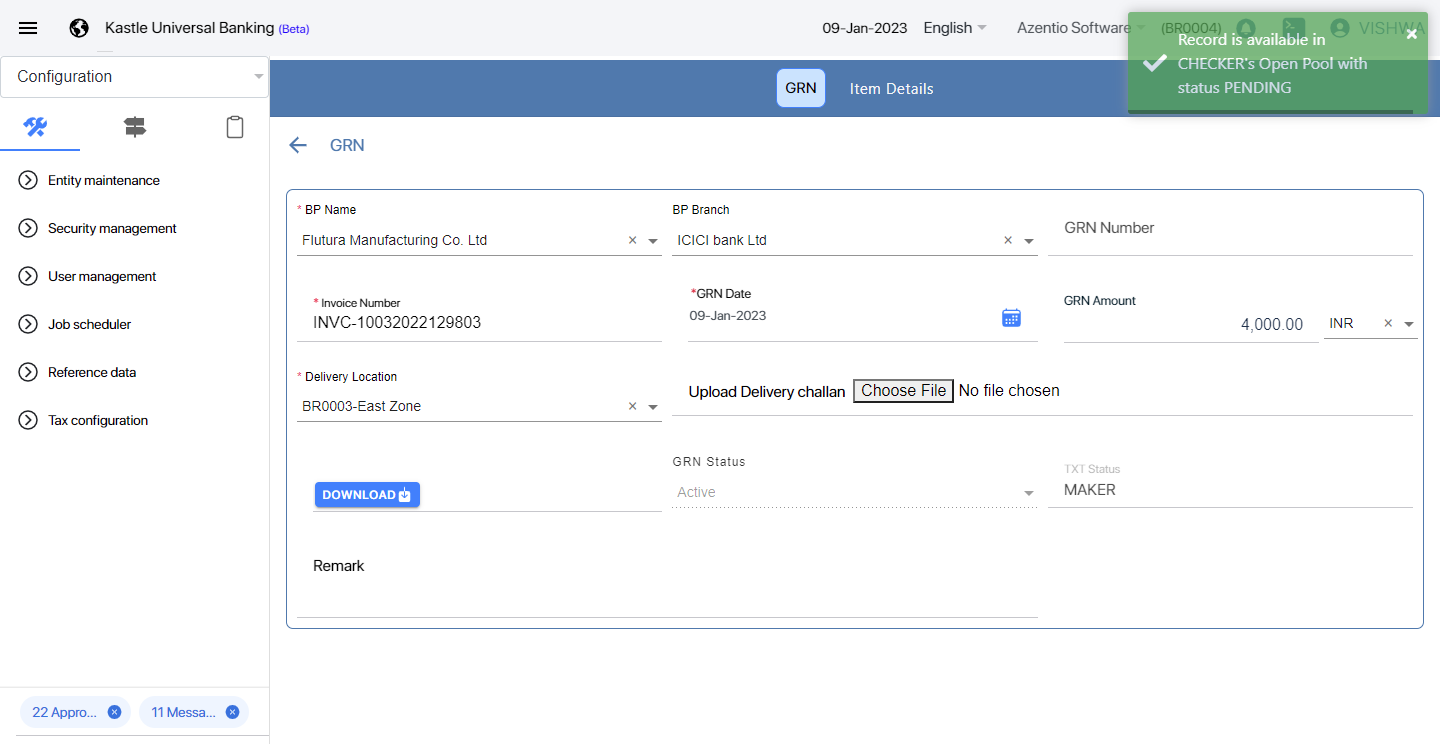 Kastle Universal Banking (Beta)
09-Jan-2023
English
Azentio Software
(BR0004)
VISHWA
Record is available in
CHECKER's Open Pool with
status PENDING
Configuration
GRN
Item Details
Entity maintenance
Security management
User management
Job scheduler
Reference data
Tax configuration
22 Appro...
11 Messa...
GRN
* BP Name
Flutura Manufacturing Co. Ltd
BP Branch
ICICI bank Ltd
GRN Number
* Invoice Number
INVC-10032022129803
*GRN Date
09-Jan-2023
GRN Amount
4,000.00
INR
* Delivery Location
BR0003-East Zone
Upload Delivery challan Choose File No file chosen
DOWNLOAD
GRN Status
Active
TXT Status
MAKER
Remark